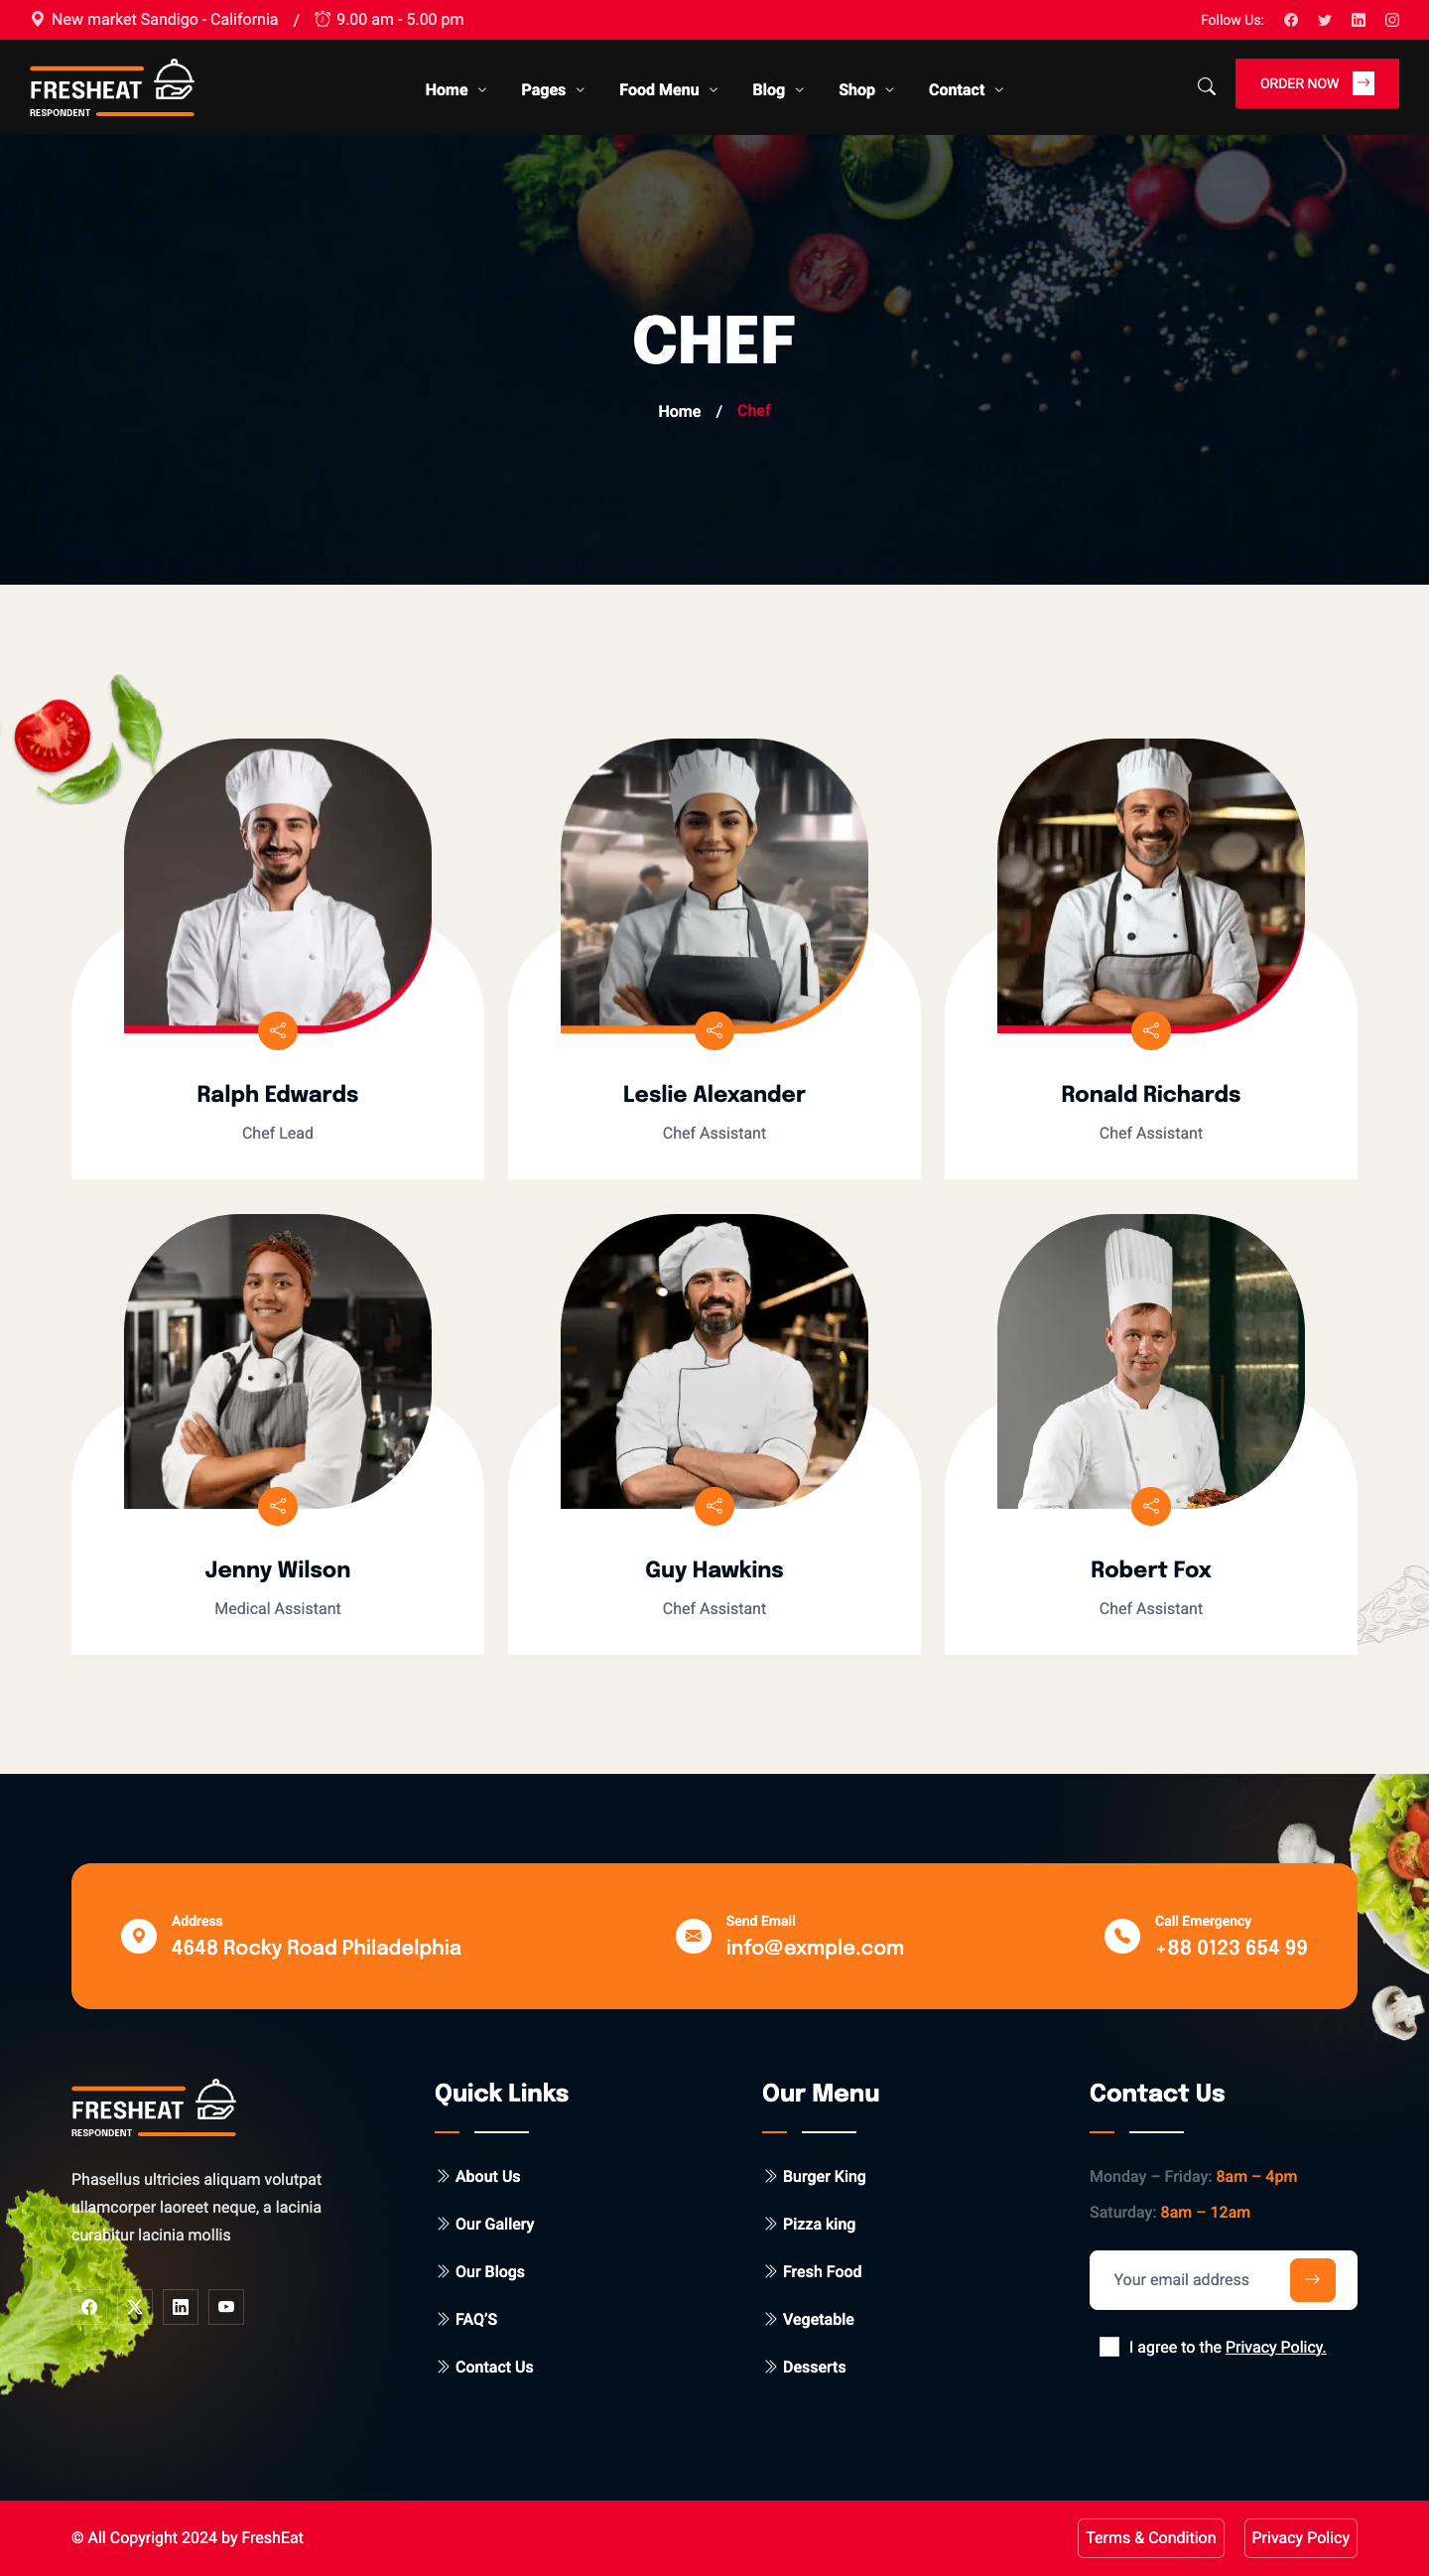 New market Sandigo - California / 9.00 am - 5.00 pm
Follow Us:
FRESHEAT
RESPONDENT
Home Pages Food Menu Blog Shop Contact
ORDER NOW
CHEF
Home / Chef
Ralph Edwards
Chef Lead
Leslie Alexander
Chef Assistant
Ronald Richards
Chef Assistant
Jenny Wilson
Medical Assistant
Guy Hawkins
Chef Assistant
Robert Fox
Chef Assistant
Address
4648 Rocky Road Philadelphia
Send Email
info@exmple.com
Call Emergency
+88 0123 654 99
FRESHEAT
RESPONDENT
Phasellus ultricies aliquam volutpat
ullamcorper laoreet neque, a lacinia
curabitur lacinia mollis
Quick Links
About Us
Our Gallery
Our Blogs
FAQ’S
Contact Us
Our Menu
Burger King
Pizza king
Fresh Food
Vegetable
Desserts
Contact Us
Monday – Friday: 8am – 4pm
Saturday: 8am – 12am
Your email address
I agree to the Privacy Policy.
© All Copyright 2024 by FreshEat
Terms & Condition
Privacy Policy